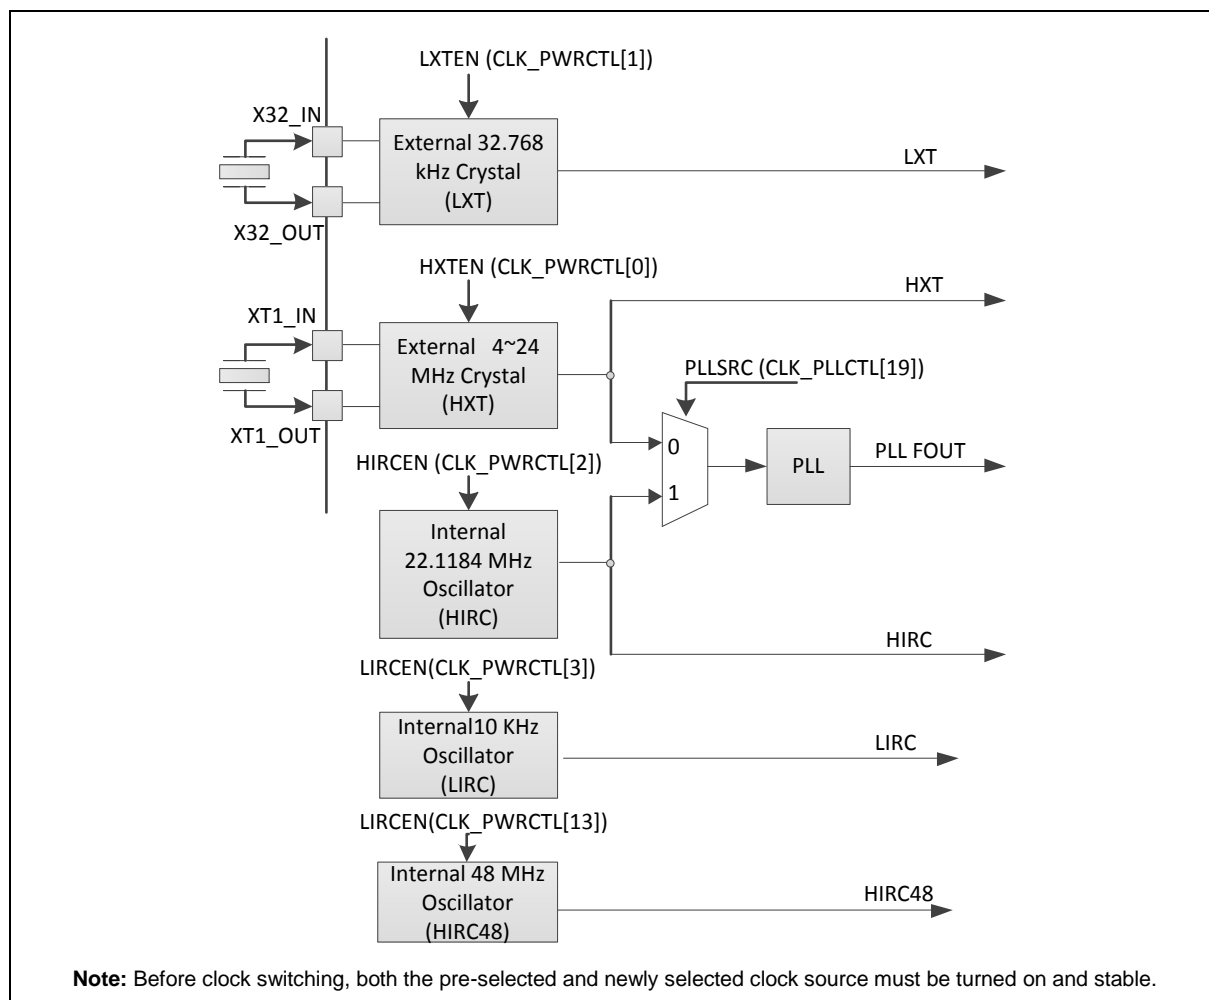 LXTEN (CLK_PWRCTL[1])
X32_IN
External 32.768
kHz Crystal
(LXT)
LXT
X32_OUT
HXTEN (CLK_PWRCTL[0])
HXT
XT1_IN
External 4~24
MHz Crystal
(HXT)
PLLSRC (CLK_PLLCTL[19])
XT1_OUT
0
1
PLL
PLL FOUT
HIRCEN (CLK_PWRCTL[2])
Internal
22.1184 MHz
Oscillator
(HIRC)
HIRC
LIRCEN(CLK_PWRCTL[3])
Internal10 KHz
Oscillator
(LIRC)
LIRC
LIRCEN(CLK_PWRCTL[13])
Internal 48 MHz
Oscillator
(HIRC48)
HIRC48
Note: Before clock switching, both the pre-selected and newly selected clock source must be turned on and stable.